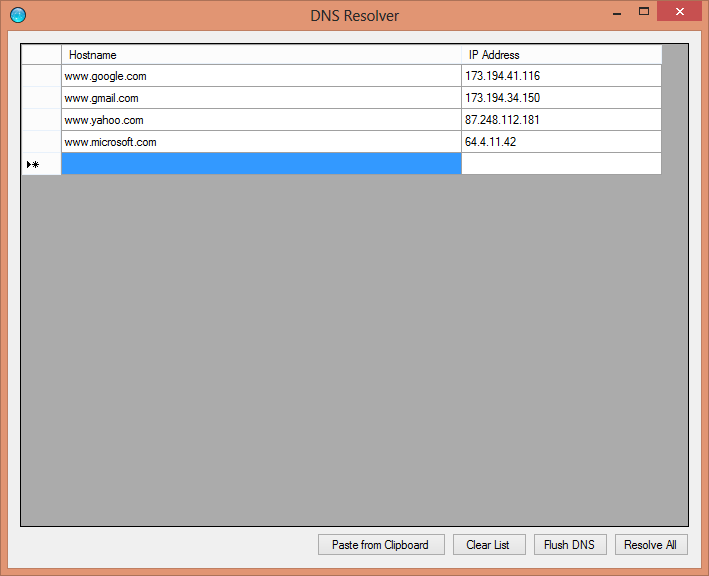 DNS Resolver
Hostname IP Address
www.google.com 173.194.41.116
www.gmail.com 173.194.34.150
www.yahoo.com 87.248.112.181
www.microsoft.com 64.4.11.42
Paste from Clipboard Clear List Flush DNS Resolve All